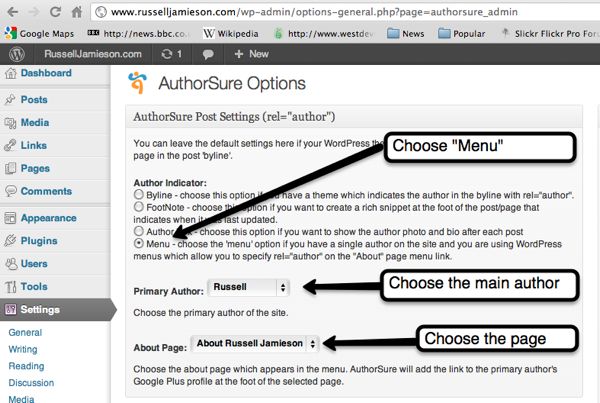 www.russelljamieson.com/wp-admin/options-general.php?page=authorsure_admin
Google Maps http://news.bbc.co. Wikipedia http://www.westdev News Popular Slickr Flickr Pro Foru
RussellJamieson.com 1 + New
Dashboard
Posts
Media
Links
Pages
Comments
Appearance
Plugins
Users
Tools
Settings
General
Writing
Reading
Discussion
Media
AuthorSure Options
AuthorSure Post Settings (rel="author")
You can leave the default settings here if your WordPress the
page in the post 'byline'.
Choose "Menu"
Author Indicator:
Byline - choose this option if you have a theme which indicates the author in the byline with rel="author".
FootNote - choose this option if you want to create a rich snippet at the foot of the post/page that
indicates when it was last updated.
Author - choose this option if you want to show the author photo and bio after each post
Menu - choose the 'menu' option if you have a single author on the site and you are using WordPress
menus which allow you to specify rel="author" on the "About" page menu link.
Primary Author: Russell
Choose the main author
Choose the primary author of the site.
About Page: About Russell Jamieson
Choose the page
Choose the about page which appears in the menu. AuthorSure will add the link to the primary author's
Google Plus profile at the foot of the selected page.